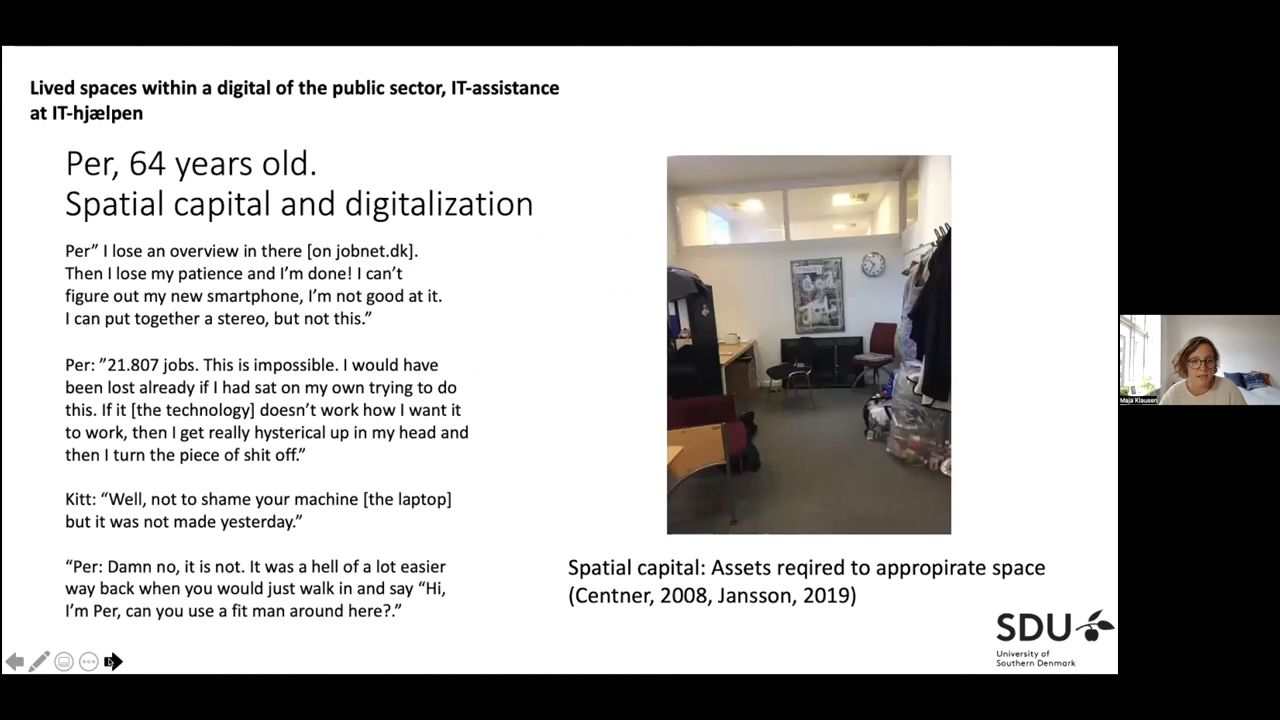 Lived spaces within a digital of the public sector, IT-assistance
at IT-hjælpen
Per, 64 years old.
Spatial capital and digitalization
Per” I lose an overview in there [on jobnet.dk].
Then I lose my patience and I’m done! I can’t
figure out my new smartphone, I’m not good at it.
I can put together a stereo, but not this.”
Per: ”21.807 jobs. This is impossible. I would have
been lost already if I had sat on my own trying to do
this. If it [the technology] doesn’t work how I want it
to work, then I get really hysterical up in my head and
then I turn the piece of shit off.”
Kitt: “Well, not to shame your machine [the laptop]
but it was not made yesterday.”
“Per: Damn no, it is not. It was a hell of a lot easier
way back when you would just walk in and say “Hi,
I’m Per, can you use a fit man around here?.”
Spatial capital: Assets reqired to appropirate space
(Centner, 2008, Jansson, 2019)
SDU
University of
Southern Denmark
Maja Klausen